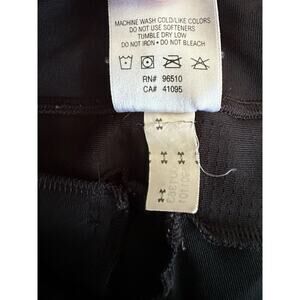 MACHINE WASH COLD/LIKE COLORS
DO NOT USE SOFTENERS
TUMBLE DRY LOW
DO NOT IRON • DO NOT BLEACH
RN# 96510
CA# 41095